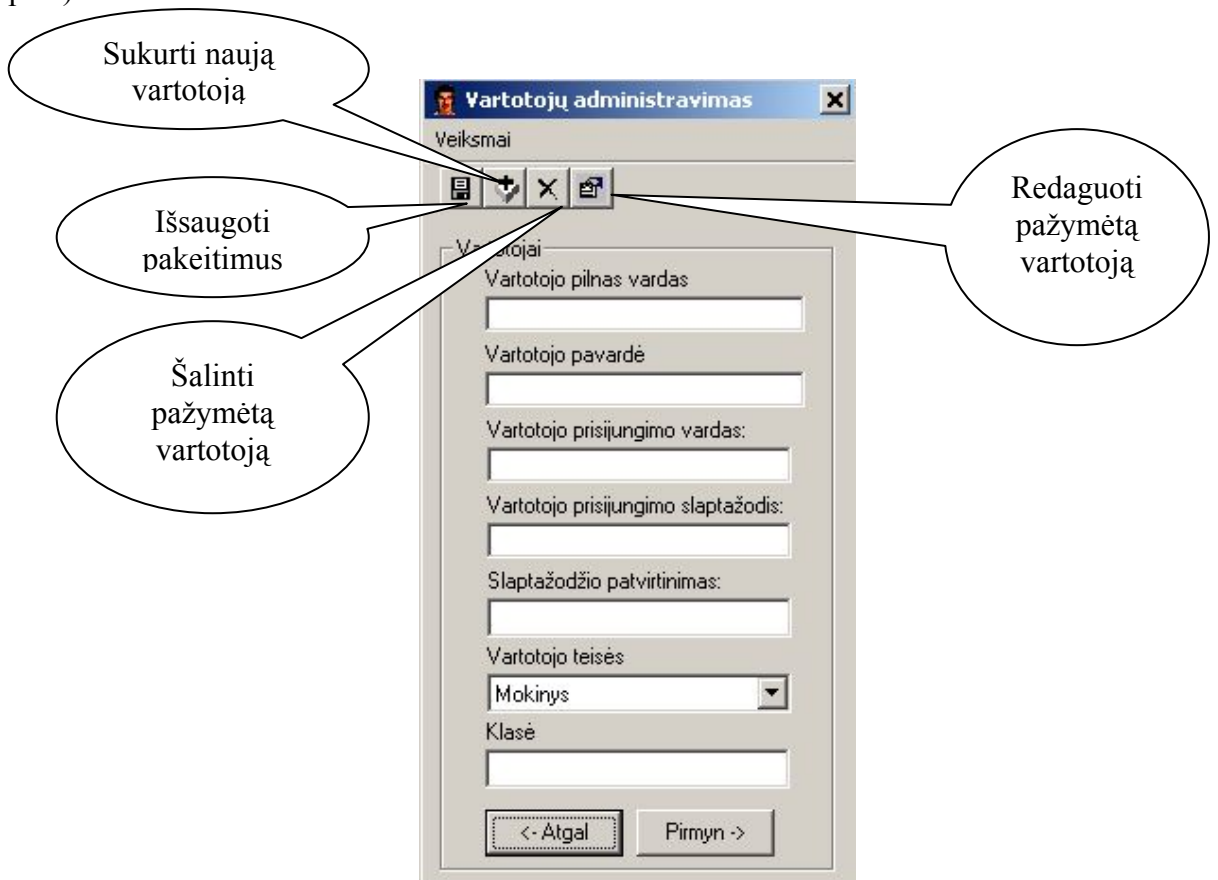 Sukurti naują
vartotoją
Vartotojų administravimas
Veiksmai
Išsaugoti
pakeitimus
Redaguoti
pažymėtą
vartotoją
Šalinti
pažymėtą
vartotoją
Vartotojai
Vartotojo pilnas vardas
Vartotojo pavardė
Vartotojo prisijungimo vardas:
Vartotojo prisijungimo slaptažodis:
Slaptažodžio patvirtinimas:
Vartotojo teisės
Mokinys
Klasė
<- Atgal
Pirmyn ->